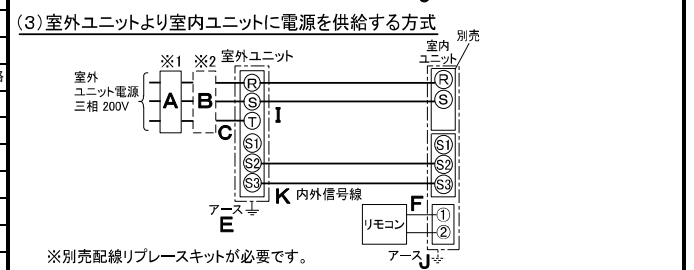 (3)室外ユニットより室内ユニットに電源を供給する方式
別売
※1 ※2 室外ユニット 室内
ユニット
室外
ユニット電源
三相 200V
A B
R R
S S
I
C T
S1 S1
S2 S2
S3 S3
K 内外信号線
アース
E
リモコン F ①
②
※別売配線リプレースキットが必要です。
アース J